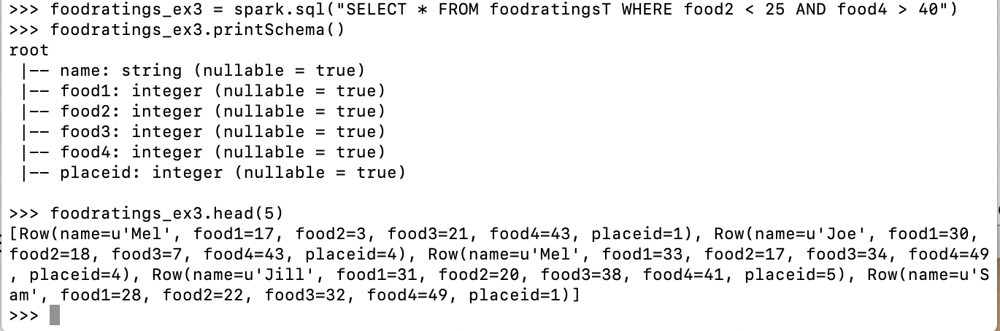 >>> foodratings_ex3 = spark.sql("SELECT * FROM foodratingsT WHERE food2 < 25 AND food4 > 40")
>>> foodratings_ex3.printSchema()
root
 |-- name: string (nullable = true)
 |-- food1: integer (nullable = true)
 |-- food2: integer (nullable = true)
 |-- food3: integer (nullable = true)
 |-- food4: integer (nullable = true)
 |-- placeid: integer (nullable = true)

>>> foodratings_ex3.head(5)
[Row(name=u'Mel', food1=17, food2=3, food3=21, food4=43, placeid=1), Row(name=u'Joe', food1=30,
food2=18, food3=7, food4=43, placeid=4), Row(name=u'Mel', food1=33, food2=17, food3=34, food4=49
, placeid=4), Row(name=u'Jill', food1=31, food2=20, food3=38, food4=41, placeid=5), Row(name=u'S
am', food1=28, food2=22, food3=32, food4=49, placeid=1)]
>>>